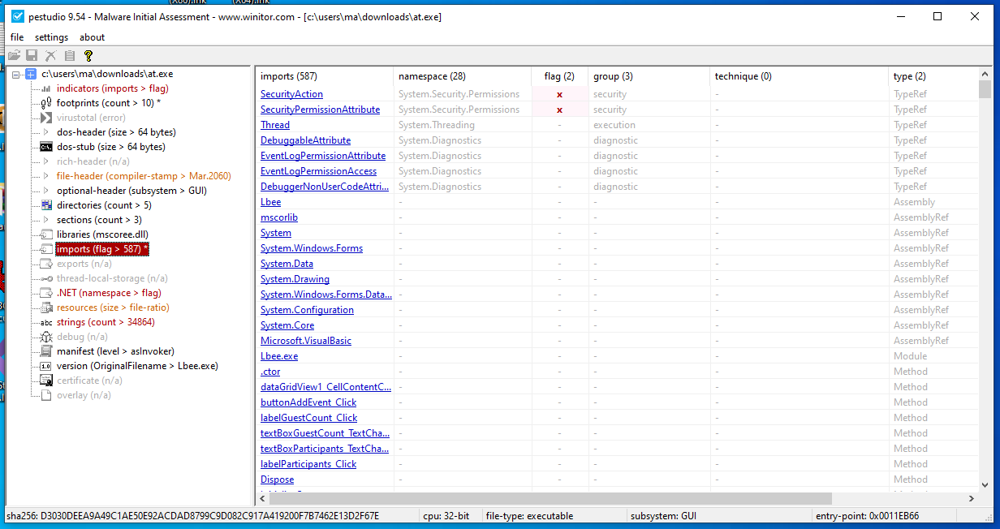 pestudio 9.54 - Malware Initial Assessment - www.winitor.com - [c:\users\ma\downloads\at.exe]
file settings about
c:\users\ma\downloads\at.exe
indicators (imports > flag)
footprints (count > 10) *
virustotal (error)
dos-header (size > 64 bytes)
dos-stub (size > 64 bytes)
rich-header (n/a)
file-header (compiler-stamp > Mar.2060)
optional-header (subsystem > GUI)
directories (count > 5)
sections (count > 3)
libraries (mscoree.dll)
imports (flag > 587) *
exports (n/a)
thread-local-storage (n/a)
.NET (namespace > flag)
resources (size > file-ratio)
abc strings (count > 34864)
debug (n/a)
manifest (level > asInvoker)
1.0 version (OriginalFilename > Lbee.exe)
certificate (n/a)
overlay (n/a)
imports (587) namespace (28) flag (2) group (3) technique (0) type (2)
SecurityAction System.Security.Permissions x security - TypeRef
SecurityPermissionAttribute System.Security.Permissions x security - TypeRef
Thread System.Threading - execution - TypeRef
DebuggableAttribute System.Diagnostics - diagnostic - TypeRef
EventLogPermissionAttribute System.Diagnostics - diagnostic - TypeRef
EventLogPermissionAccess System.Diagnostics - diagnostic - TypeRef
DebuggerNonUserCodeAttri... System.Diagnostics - diagnostic - TypeRef
Lbee - - - - Assembly
mscorlib - - - - AssemblyRef
System - - - - AssemblyRef
System.Windows.Forms - - - - AssemblyRef
System.Data - - - - AssemblyRef
System.Drawing - - - - AssemblyRef
System.Windows.Forms.Data... - - - - AssemblyRef
System.Configuration - - - - AssemblyRef
System.Core - - - - AssemblyRef
Microsoft.VisualBasic - - - - AssemblyRef
Lbee.exe - - - - Module
.ctor - - - - Method
dataGridView1_CellContentC... - - - - Method
buttonAddEvent_Click - - - - Method
labelGuestCount_Click - - - - Method
textBoxGuestCount_TextCha... - - - - Method
textBoxParticipants_TextCha... - - - - Method
labelParticipants_Click - - - - Method
Dispose - - - - Method
sha256: D3030DEEA9A49C1AE50E92ACDAD8799C9D082C917A419200F7B7462E13D2F67E cpu: 32-bit file-type: executable subsystem: GUI entry-point: 0x0011EB66